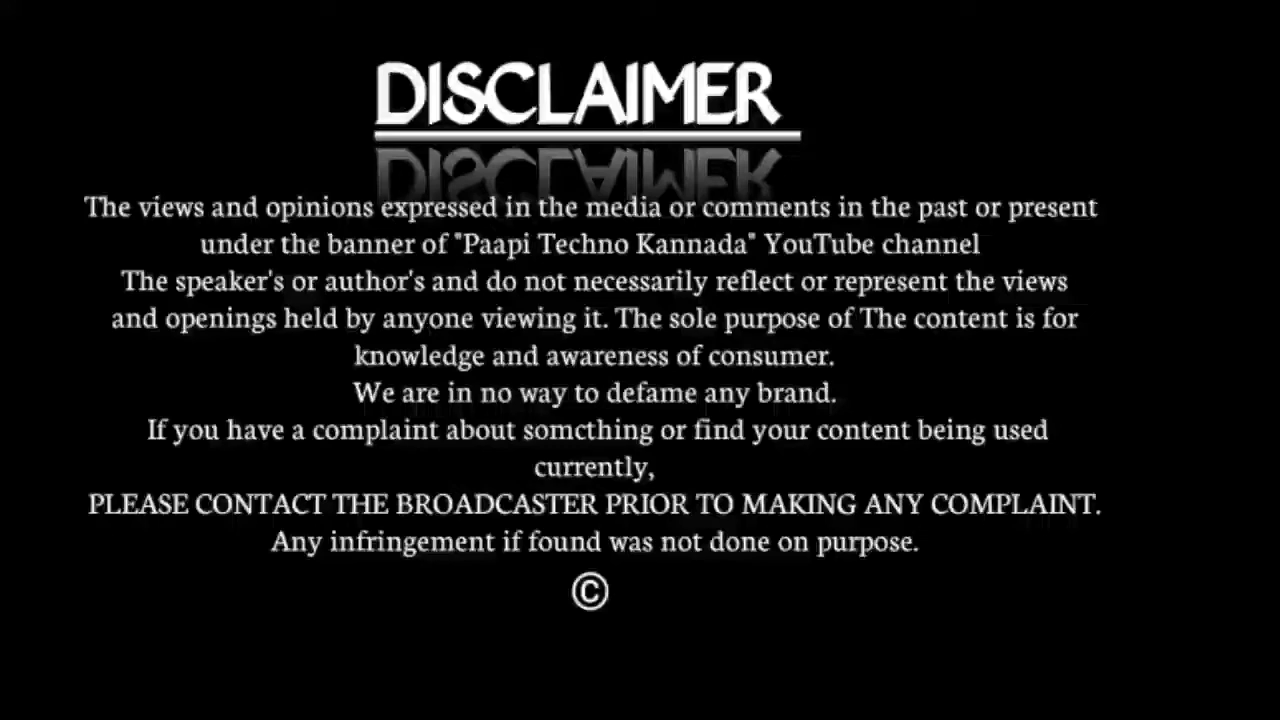 DISCLAIMER
The views and opinions expressed in the media or comments in the past or present
under the banner of "Paapi Techno Kannada" YouTube channel
The speaker's or author's and do not necessarily reflect or represent the views
and openings held by anyone viewing it. The sole purpose of The content is for
knowledge and awareness of consumer.
We are in no way to defame any brand.
If you have a complaint about somcthing or find your content being used
currently,
PLEASE CONTACT THE BROADCASTER PRIOR TO MAKING ANY COMPLAINT.
Any infringement if found was not done on purpose.
©